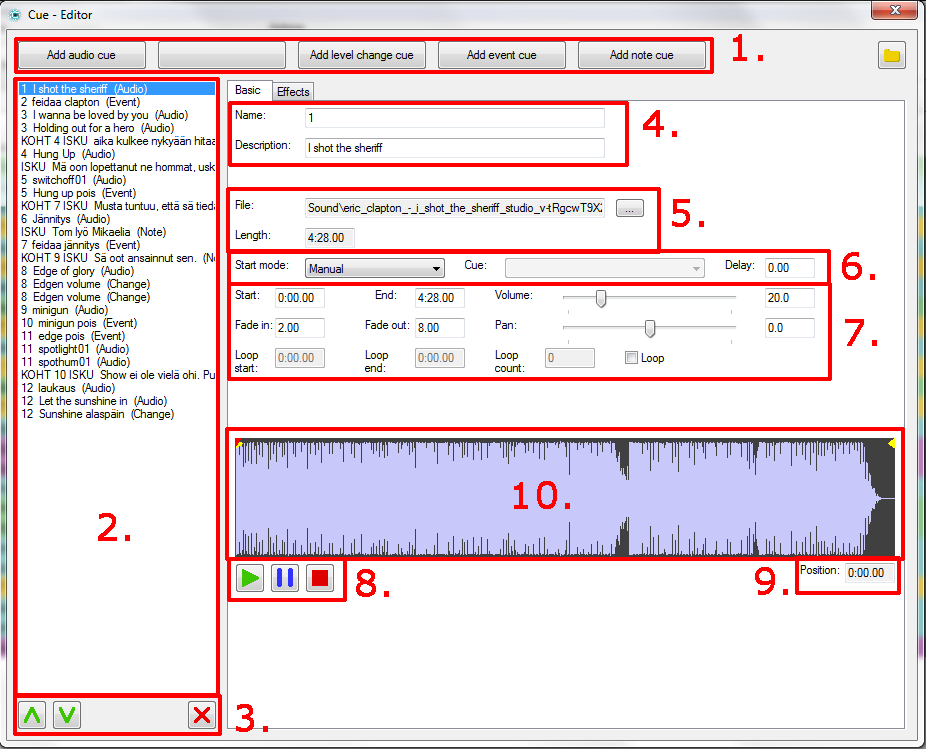 Cue - Editor
Add audio cue
Add level change cue
Add event cue
Add note cue
1.
1 I shot the sheriff (Audio)
2 feidaa clapton (Event)
3 I wanna be loved by you (Audio)
3 Holding out for a hero (Audio)
KOHT 4 ISKU aika kulkee nykyään hitaa
4 Hung Up (Audio)
ISKU Mä oon lopettanut ne hommat, usk
5 switchoff01 (Audio)
5 Hung up pois (Event)
KOHT 7 ISKU Musta tuntuu, että sä tied
6 Jännitys (Audio)
ISKU Tom lyö Mikaelia (Note)
7 feidaa jännitys (Event)
KOHT 9 ISKU Sä oot ansainnut sen. (No
8 Edge of glory (Audio)
8 Edgen volume (Change)
8 Edgen volume (Change)
9 minigun (Audio)
10 minigun pois (Event)
11 edge pois (Event)
11 spotlight01 (Audio)
11 spothum01 (Audio)
KOHT 10 ISKU Show ei ole vielä ohi. Pu
12 laukaus (Audio)
12 Let the sunshine in (Audio)
12 Sunshine alaspäin (Change)
2.
3.
Basic Effects
Name: 1
Description: I shot the sheriff
4.
File: Sound\eric_clapton_-_i_shot_the_sheriff_studio_v-tRgcwT9X ...
Length: 4:28.00
5.
Start mode: Manual Cue: Delay: 0.00
6.
Start: 0:00.00 End: 4:28.00 Volume: 20.0
Fade in: 2.00 Fade out: 8.00 Pan: 0.0
Loop start: 0:00.00 Loop end: 0:00.00 Loop count: 0 Loop
7.
10.
8.
9.
Position: 0:00.00